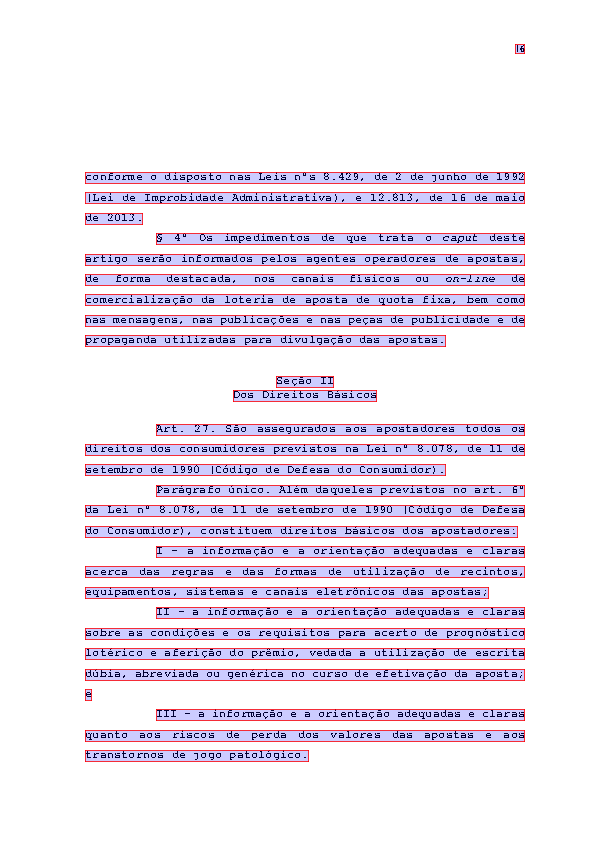 16
conforme o disposto nas Leis nºs 8.429, de 2 de junho de 1992
(Lei de Improbidade Administrativa), e 12.813, de 16 de maio
de 2013.
§ 4º Os impedimentos de que trata o caput deste
artigo serão informados pelos agentes operadores de apostas,
de forma destacada, nos canais físicos ou on-line de
comercialização da loteria de aposta de quota fixa, bem como
nas mensagens, nas publicações e nas peças de publicidade e de
propaganda utilizadas para divulgação das apostas.
Seção II
Dos Direitos Básicos
Art. 27. São assegurados aos apostadores todos os
direitos dos consumidores previstos na Lei nº 8.078, de 11 de
setembro de 1990 (Código de Defesa do Consumidor).
Parágrafo único. Além daqueles previstos no art. 6º
da Lei nº 8.078, de 11 de setembro de 1990 (Código de Defesa
do Consumidor), constituem direitos básicos dos apostadores:
I - a informação e a orientação adequadas e claras
acerca das regras e das formas de utilização de recintos,
equipamentos, sistemas e canais eletrônicos das apostas;
II - a informação e a orientação adequadas e claras
sobre as condições e os requisitos para acerto de prognóstico
lotérico e aferição do prêmio, vedada a utilização de escrita
dúbia, abreviada ou genérica no curso de efetivação da aposta;
e
III - a informação e a orientação adequadas e claras
quanto aos riscos de perda dos valores das apostas e aos
transtornos de jogo patológico.